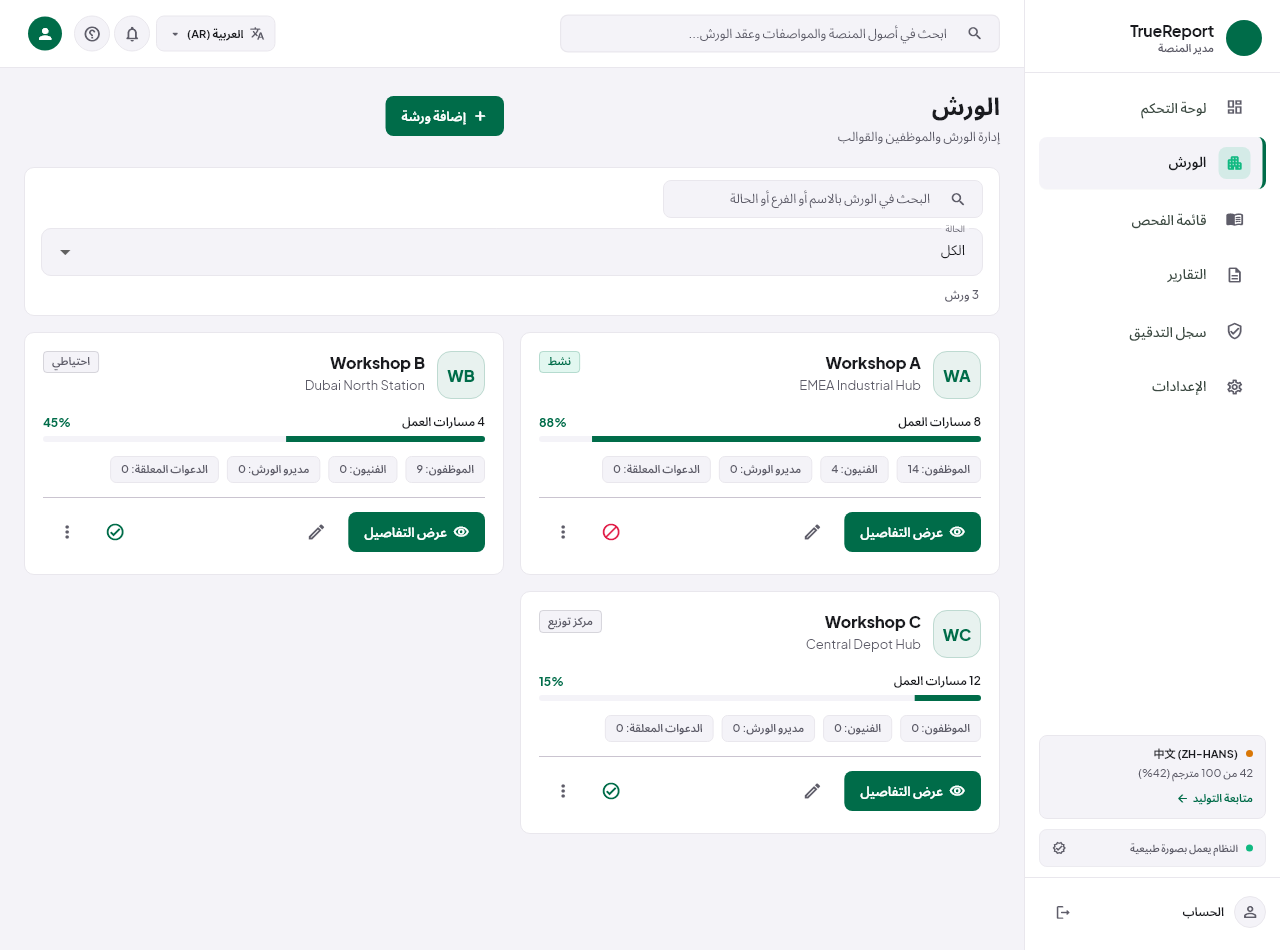 TrueReport
مدير المنصة
لوحة التحكم
الورش
قائمة الفحص
التقارير
سجل التدقيق
الإعدادات
中文 (ZH-HANS)
42 من 100 مترجم (42%)
متابعة التوليد ←
النظام يعمل بصورة طبيعية
الحساب
ابحث في أصول المنصة والمواصفات وعقد الورش...
العربية (AR)
الورش
إدارة الورش والموظفين والقوالب
+ إضافة ورشة
البحث في الورش بالاسم أو الفرع أو الحالة
الحالة
الكل
3 ورش
WA
Workshop A
EMEA Industrial Hub
نشط
8 مسارات العمل
88%
الموظفون: 14
الفنيون: 4
مديرو الورش: 0
الدعوات المعلقة: 0
عرض التفاصيل
WB
Workshop B
Dubai North Station
احتياطي
4 مسارات العمل
45%
الموظفون: 9
الفنيون: 0
مديرو الورش: 0
الدعوات المعلقة: 0
عرض التفاصيل
WC
Workshop C
Central Depot Hub
مركز توزيع
12 مسارات العمل
15%
الموظفون: 0
الفنيون: 0
مديرو الورش: 0
الدعوات المعلقة: 0
عرض التفاصيل